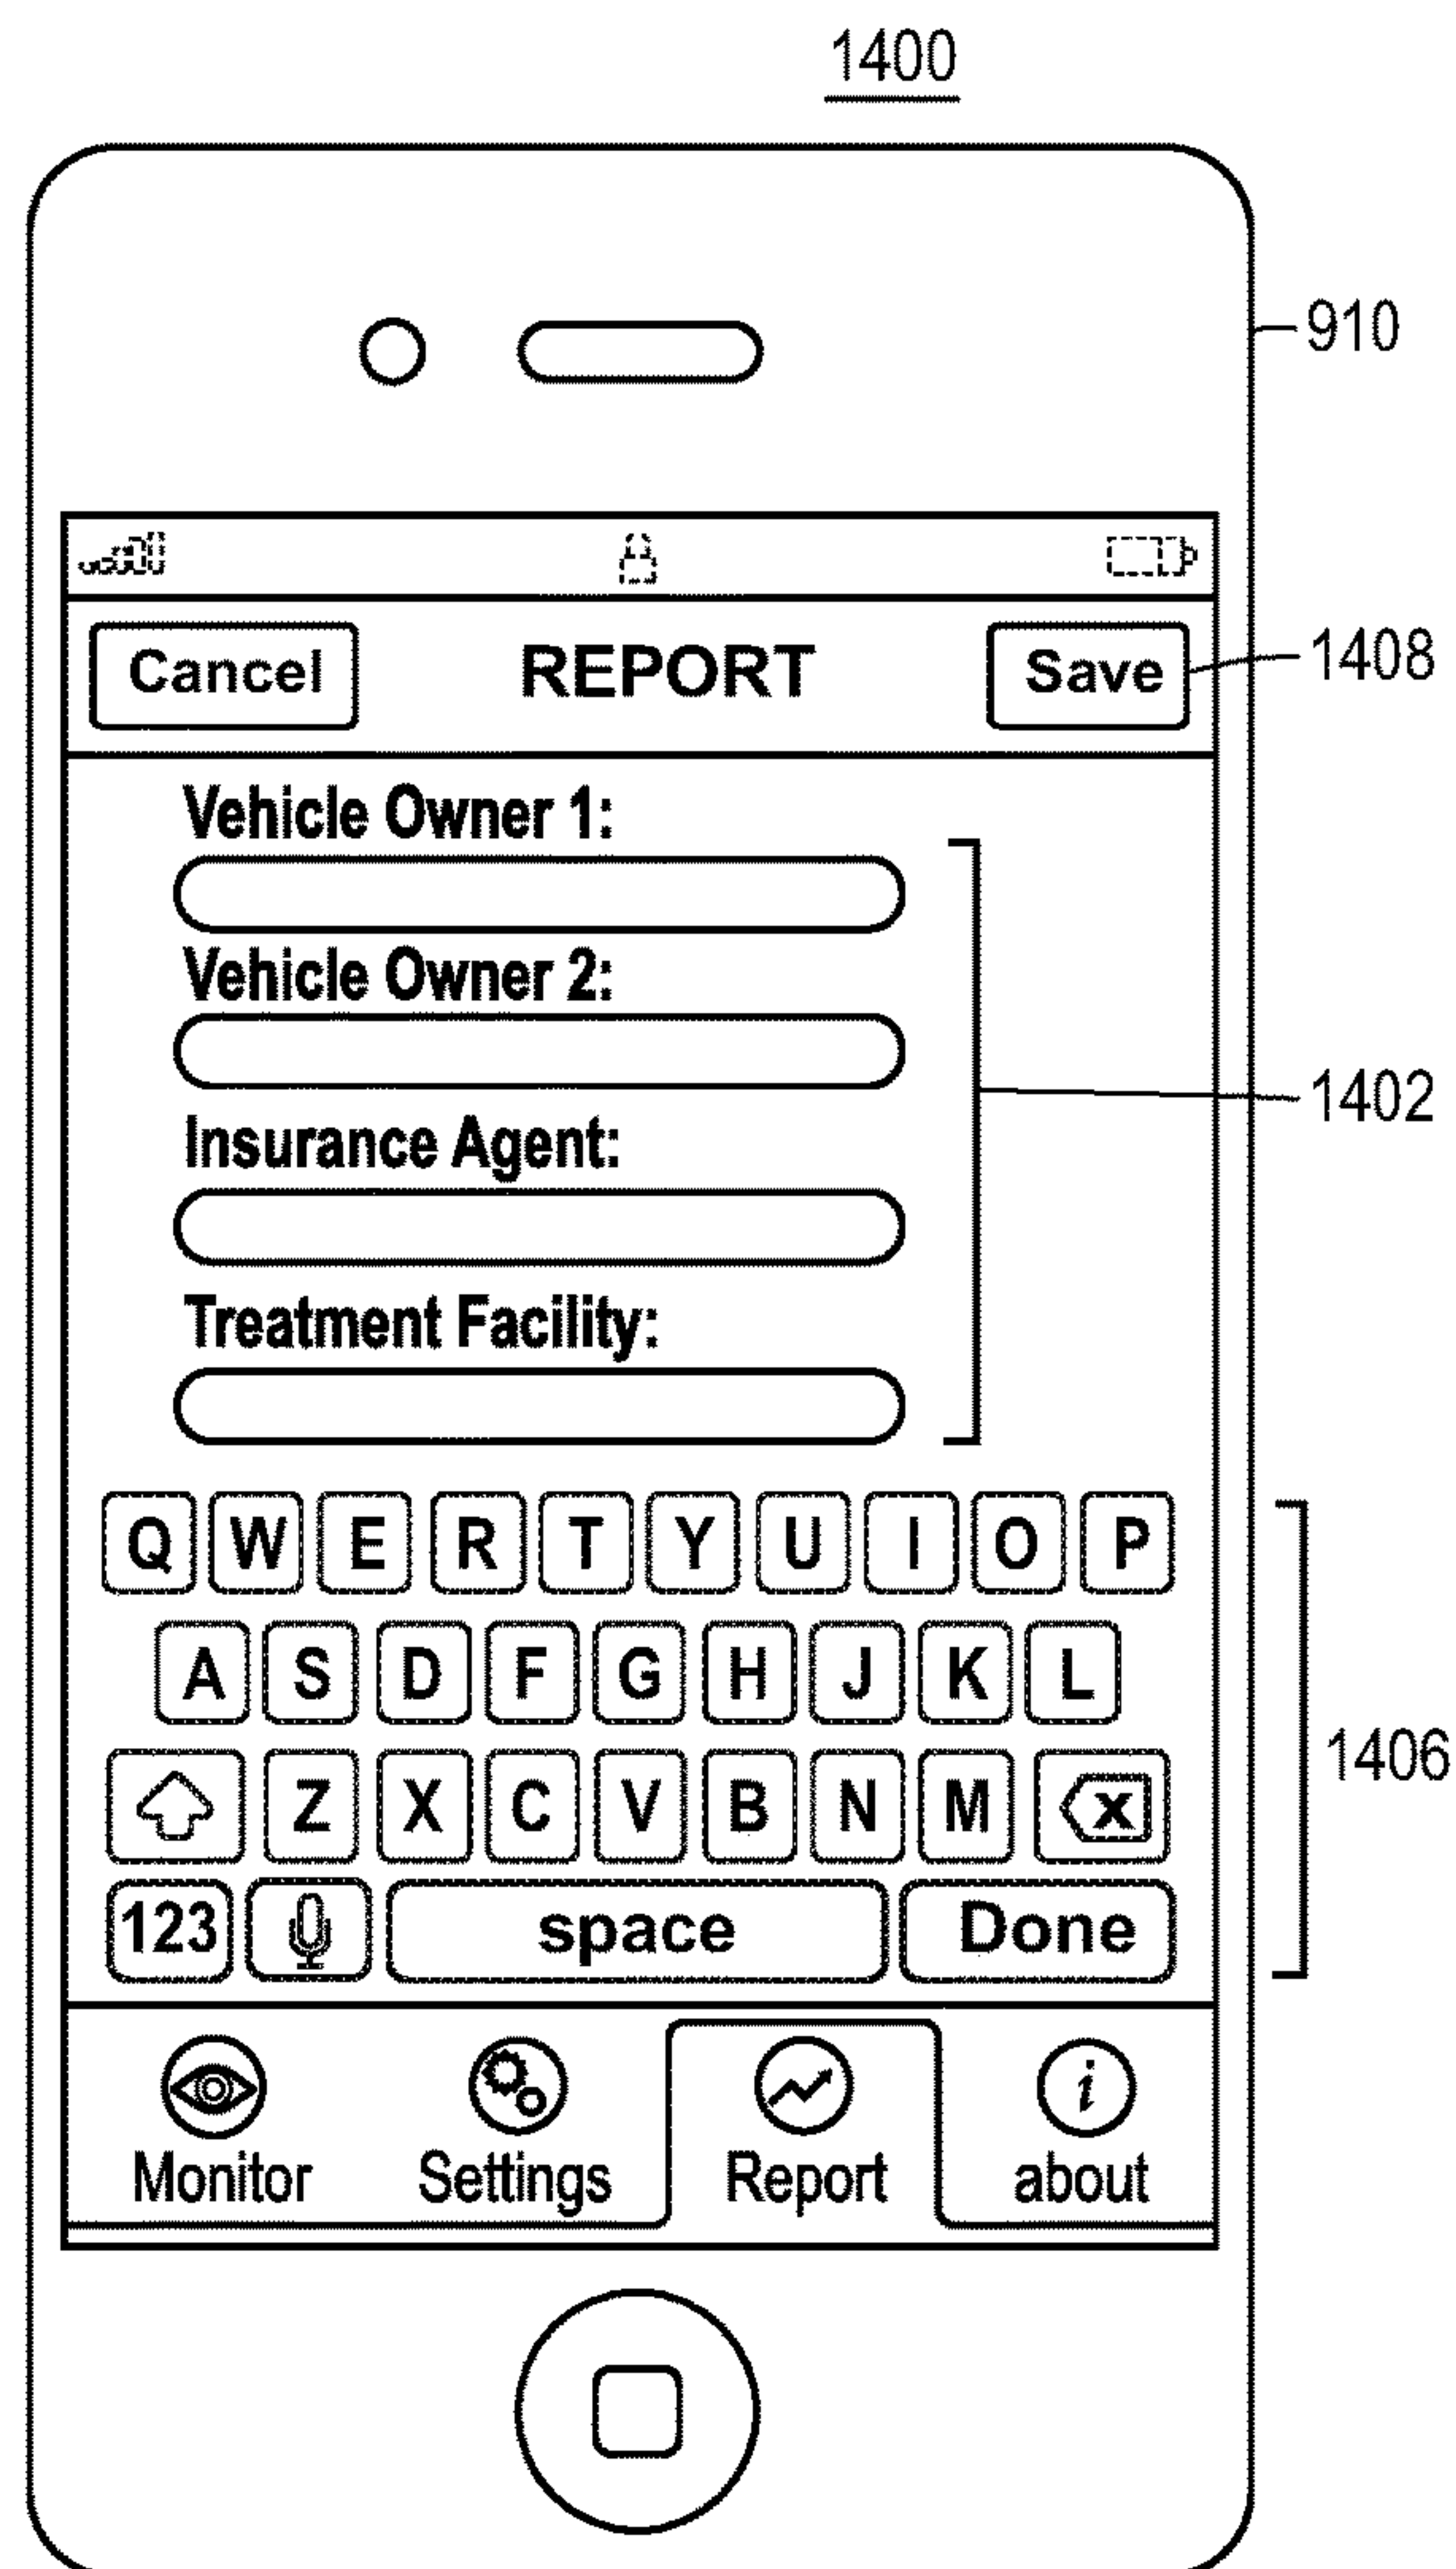 1400
910
Cancel REPORT Save 1408
Vehicle Owner 1:
Vehicle Owner 2:
1402
Insurance Agent:
Treatment Facility:
Q W E R T Y U I O P
A S D F G H J K L
1406
Z X C V B N M X
123 space Done
Monitor Settings Report about